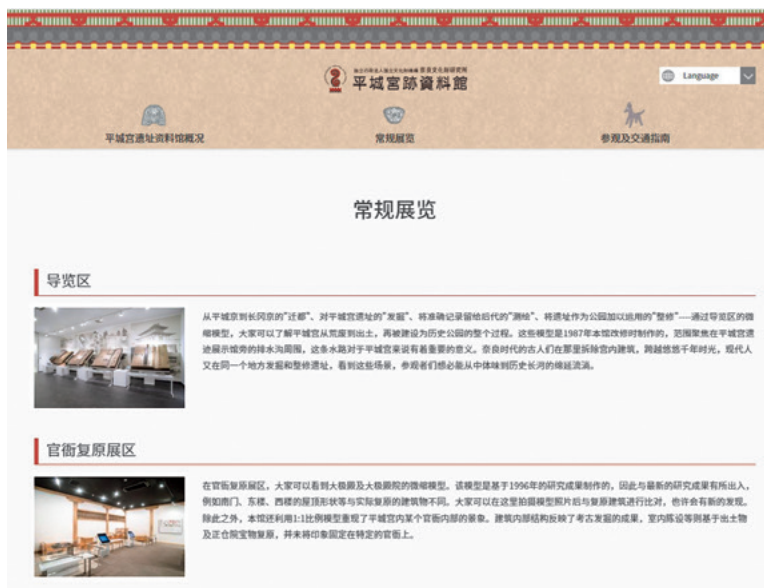 独立行政法人国立文化財機構 奈良文化財研究所
平城宮跡資料館
Language
平城宫遗址资料馆概况
常规展览
参观及交通指南
常规展览
导览区
从平城京到长冈京的"迁都"、对平城宫遗址的"发掘"、将准确记录留给后代的"测绘"、将遗址作为公园加以运用的"整修"—通过导览区的微
缩模型，大家可以了解平城宫从荒废到出土，再被建设为历史公园的整个过程。这些模型是1987年本馆改修时制作的，范围聚焦在平城宫遗
迹展示馆旁的排水沟周围，这条水路对于平城宫来说有着重要的意义。奈良时代的古人们在那里拆除宫内建筑，跨越悠悠千年时光，现代人
又在同一个地方发掘和整修遗址，看到这些场景，参观者们想必能从中体味到历史长河的绵延流淌。
官衙复原展区
在官衙复原展区，大家可以看到大极殿及大极殿院的微缩模型。该模型是基于1996年的研究成果制作的，因此与最新的研究成果有所出入，
例如南门、东楼、西楼的屋顶形状等与实际复原的建筑物不同。大家可以在这里拍摄模型照片后与复原建筑进行比对，也许会有新的发现。
除此之外，本馆还利用1:1比例模型重现了平城宫内某个官衙内部的景象。建筑内部结构反映了考古发掘的成果，室内陈设等则基于出土物
及正仓院宝物复原，并未将印象固定在特定的官衙上。